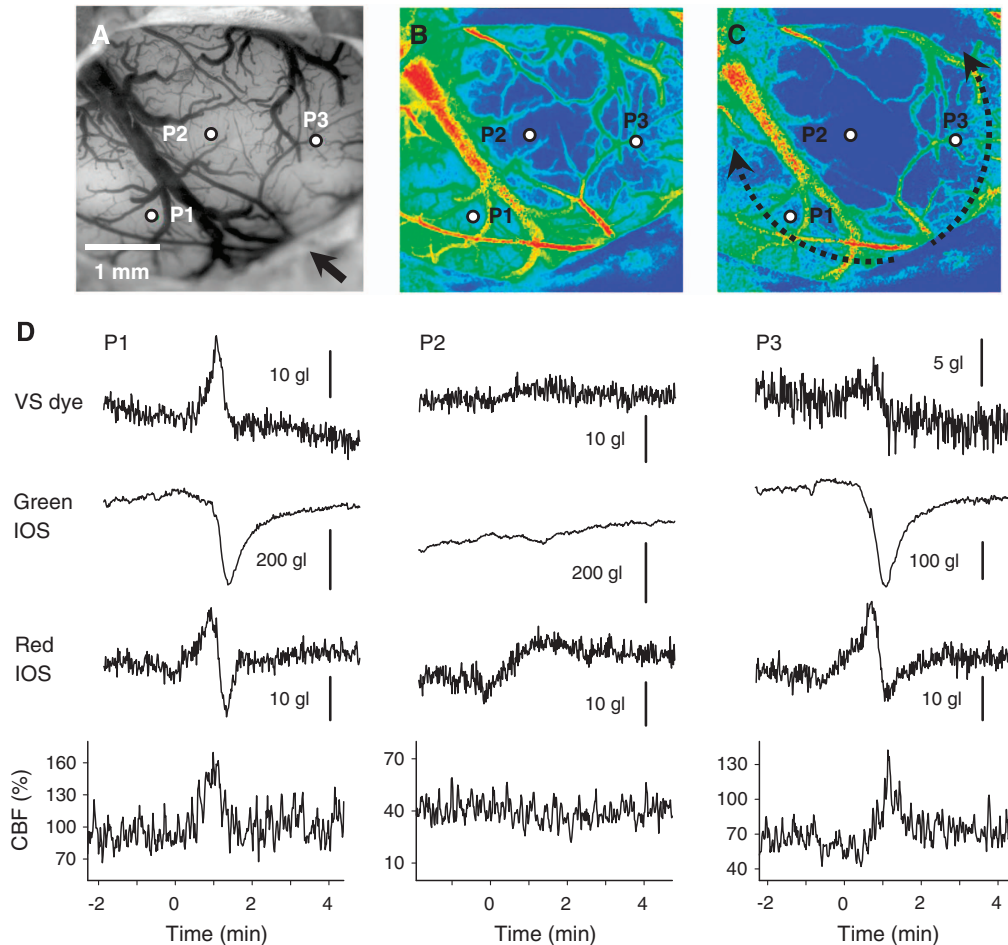 A
B
C
P2
P3
P1
1 mm
P2
P3
P1
P2
P3
P1
D
P1
P2
P3
VS dye
10 gl
10 gl
5 gl
Green
IOS
200 gl
200 gl
100 gl
Red
IOS
10 gl
10 gl
10 gl
CBF (%)
160
130
100
70
70
40
10
130
100
70
40
-2 0 2 4
0 2 4
-2 0 2 4
Time (min)
Time (min)
Time (min)